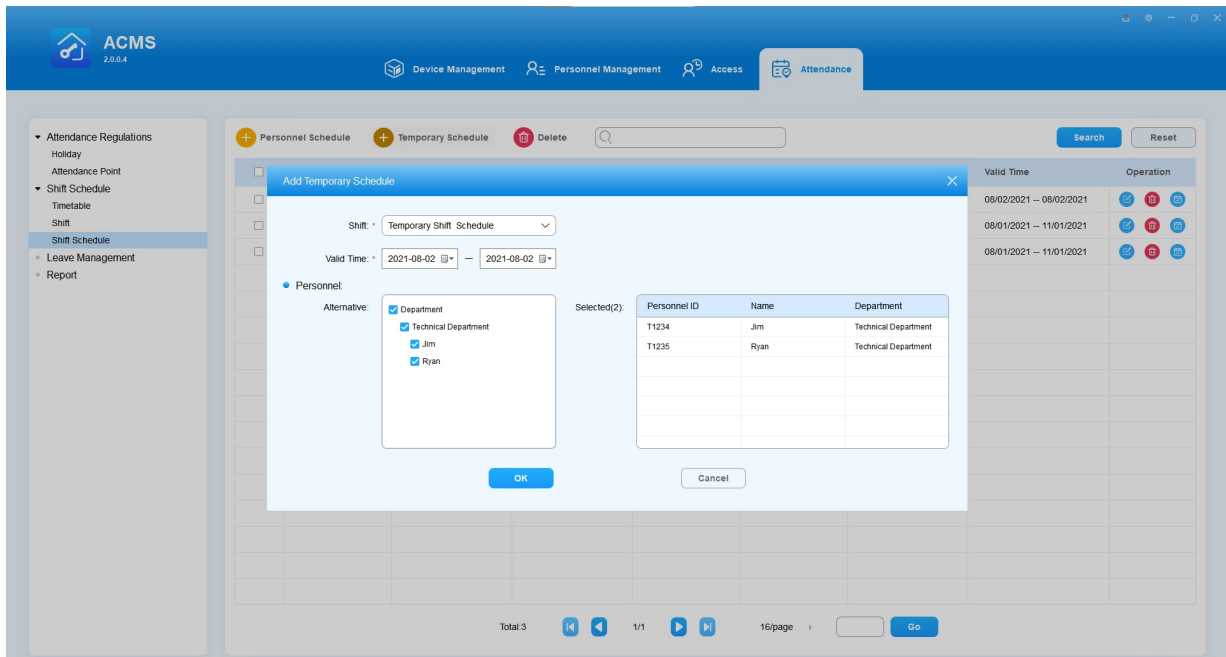 ACMS
2.0.0.4
Device Management
Personnel Management
Access
Attendance
Attendance Regulations
Holiday
Attendance Point
Shift Schedule
Timetable
Shift
Shift Schedule
Leave Management
Report
Personnel Schedule
Temporary Schedule
Delete
Search
Reset
Valid Time
Operation
08/02/2021 -- 08/02/2021
08/01/2021 -- 11/01/2021
08/01/2021 -- 11/01/2021
Add Temporary Schedule
Shift: * Temporary Shift Schedule
Valid Time: * 2021-08-02 — 2021-08-02
Personnel:
Alternative:
Department
Technical Department
Jim
Ryan
Selected(2):
Personnel ID Name Department
T1234 Jim Technical Department
T1235 Ryan Technical Department
OK
Cancel
Total:3
1/1
16/page
Go